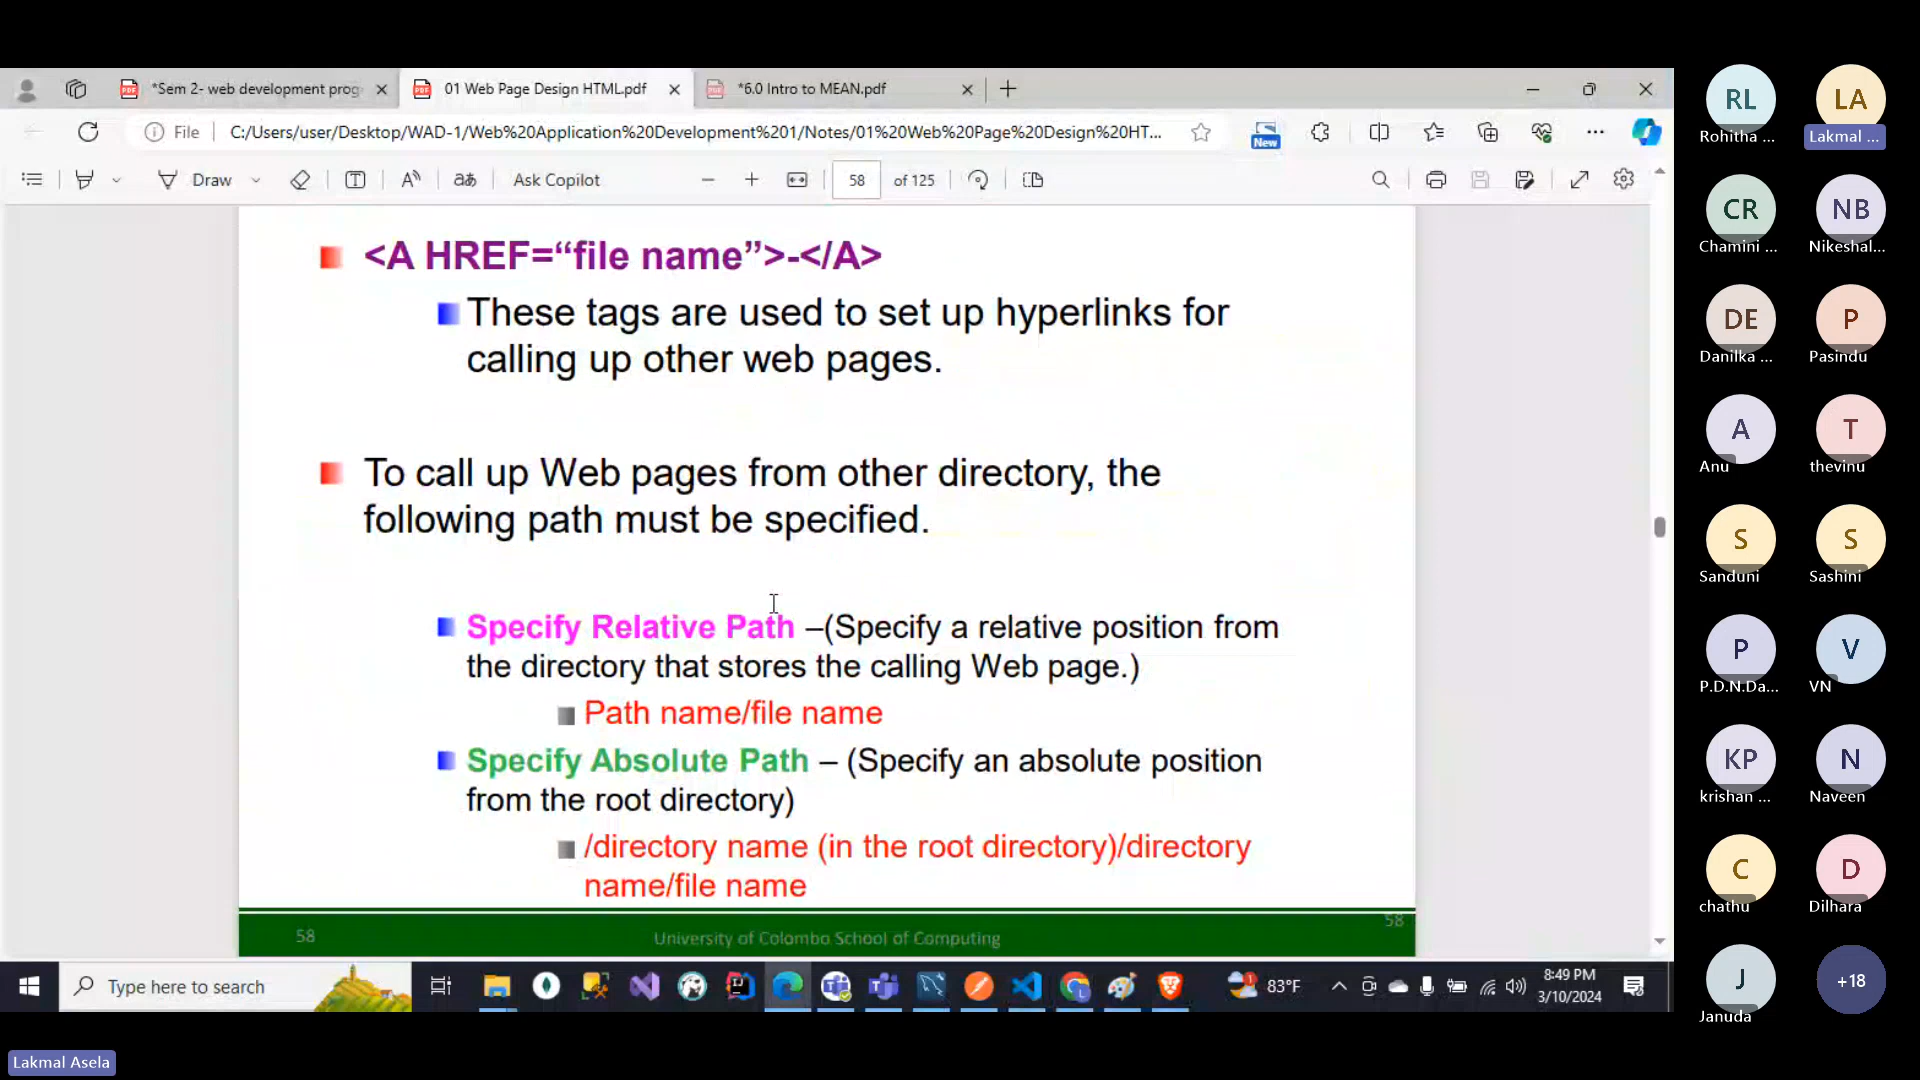 *Sem 2- web development prog
01 Web Page Design HTML.pdf
*6.0 Intro to MEAN.pdf
File
C:/Users/user/Desktop/WAD-1/Web%20Application%20Development%201/Notes/01%20Web%20Page%20Design%20HT...
New
Draw
Ask Copilot
58 of 125
<A HREF=“file name”>-</A>
These tags are used to set up hyperlinks for
calling up other web pages.
To call up Web pages from other directory, the
following path must be specified.
Specify Relative Path –(Specify a relative position from
the directory that stores the calling Web page.)
Path name/file name
Specify Absolute Path – (Specify an absolute position
from the root directory)
/directory name (in the root directory)/directory
name/file name
58
University of Colombo School of Computing
58
Type here to search
83°F
8:49 PM
3/10/2024
Lakmal Asela
RL LA
Rohitha ... Lakmal ...
CR NB
Chamini ... Nikeshal...
DE P
Danilka ... Pasindu
A T
Anu thevinu
S S
Sanduni Sashini
P V
P.D.N.Da... VN
KP N
krishan ... Naveen
C D
chathu Dilhara
J +18
Januda